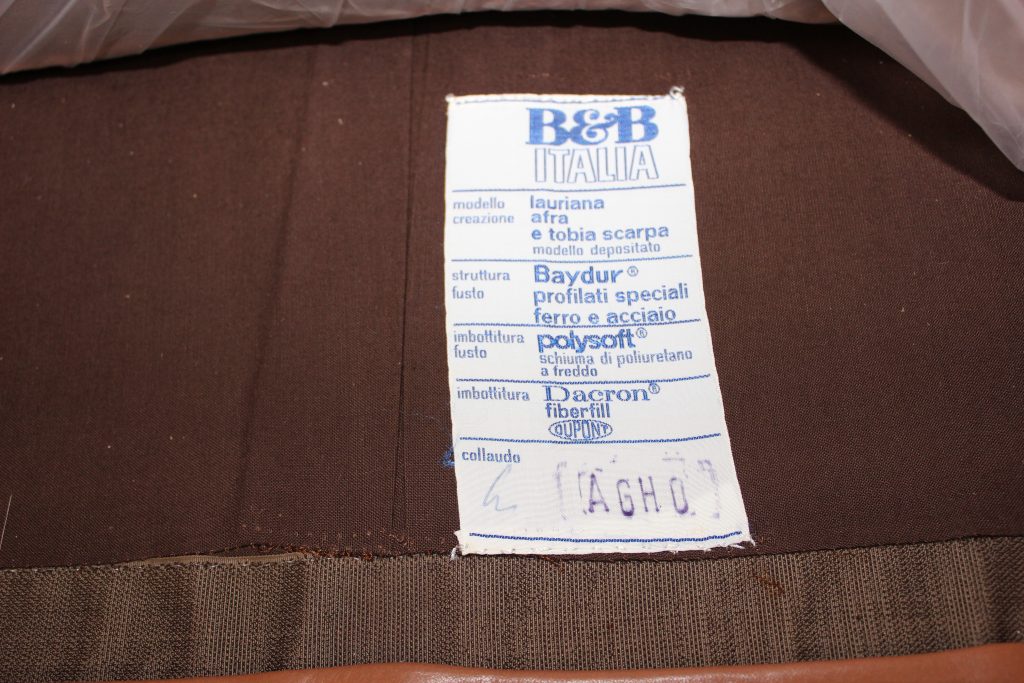 B&B
ITALIA
modello lauriana
creazione afra
e tobia scarpa
modello depositato
struttura Baydur®
fusto profilati speciali
ferro e acciaio
imbottitura polysoft®
fusto schiuma di poliuretano
a freddo
imbottitura Dacron®
fiberfill
DUPONT
collaudo
AGHO